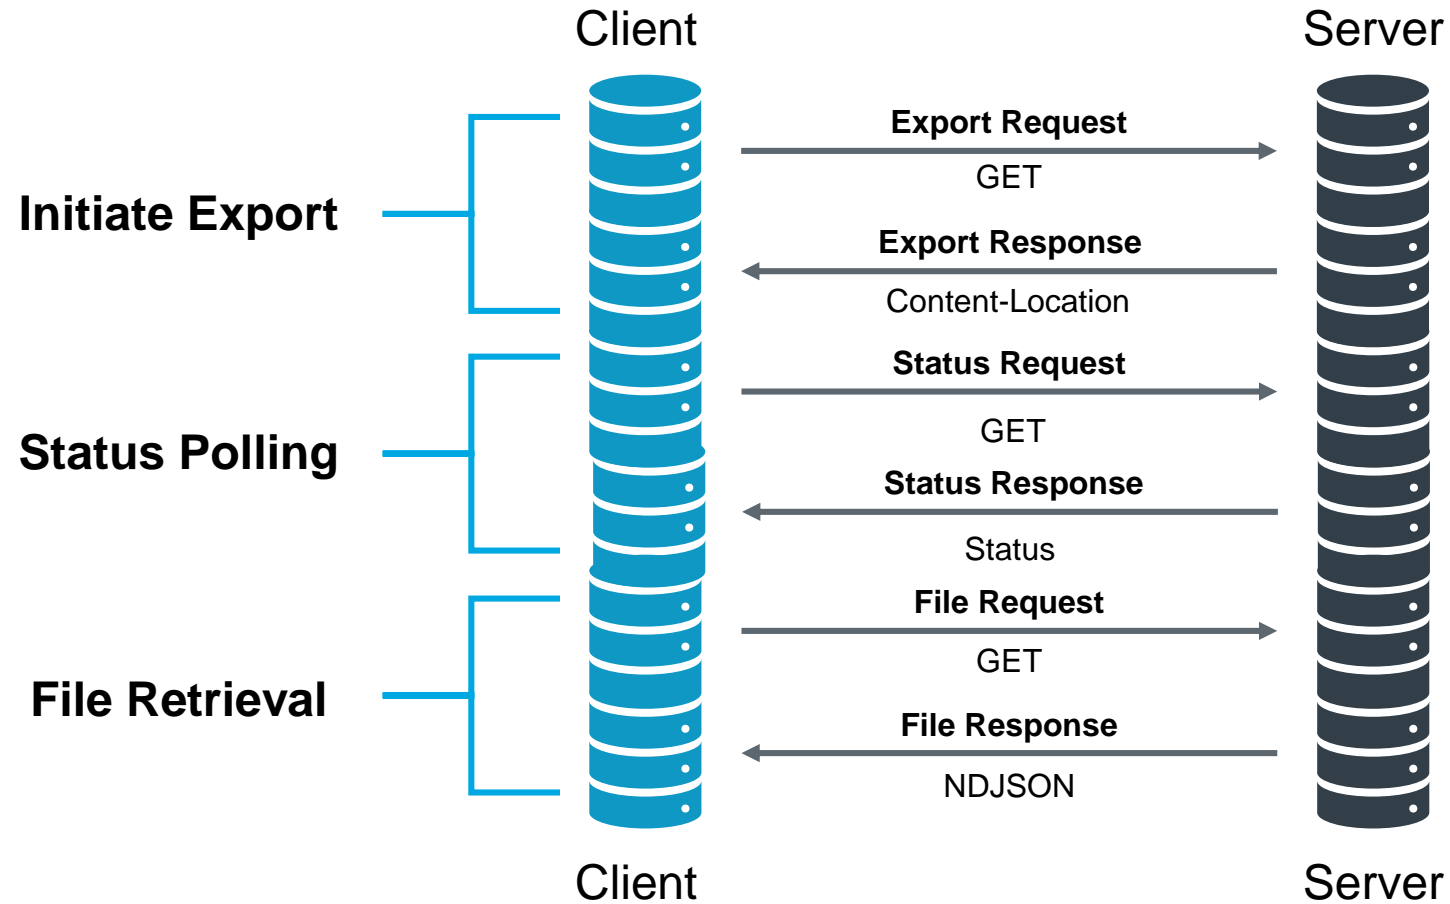 Client
Server
Export Request
GET
Initiate Export
Export Response
Content-Location
Status Request
GET
Status Polling
Status Response
Status
File Request
GET
File Retrieval
File Response
NDJSON
Client
Server